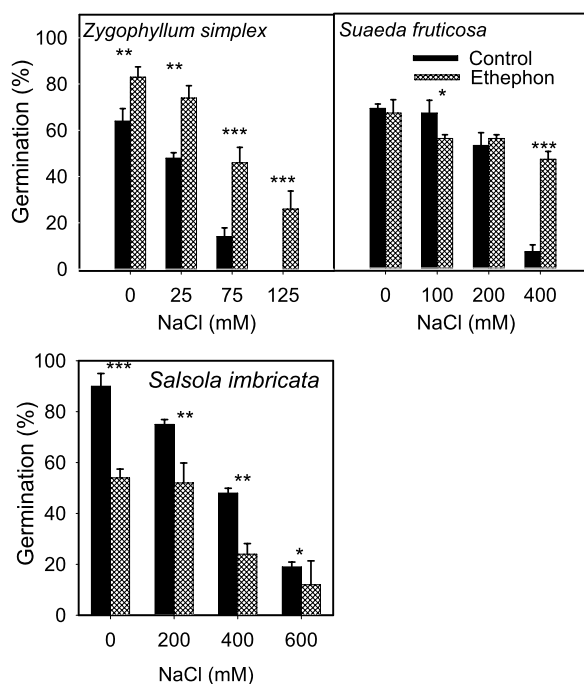 Zygophyllum simplex
Suaeda fruticosa
Control
Ethephon
Germination (%)
100
80
60
40
20
0
**
**
***
***
*
***
0 25 75 125
NaCl (mM)
0 100 200 400
NaCl (mM)
Salsola imbricata
Germination (%)
100
80
60
40
20
0
***
**
**
*
0 200 400 600
NaCl (mM)